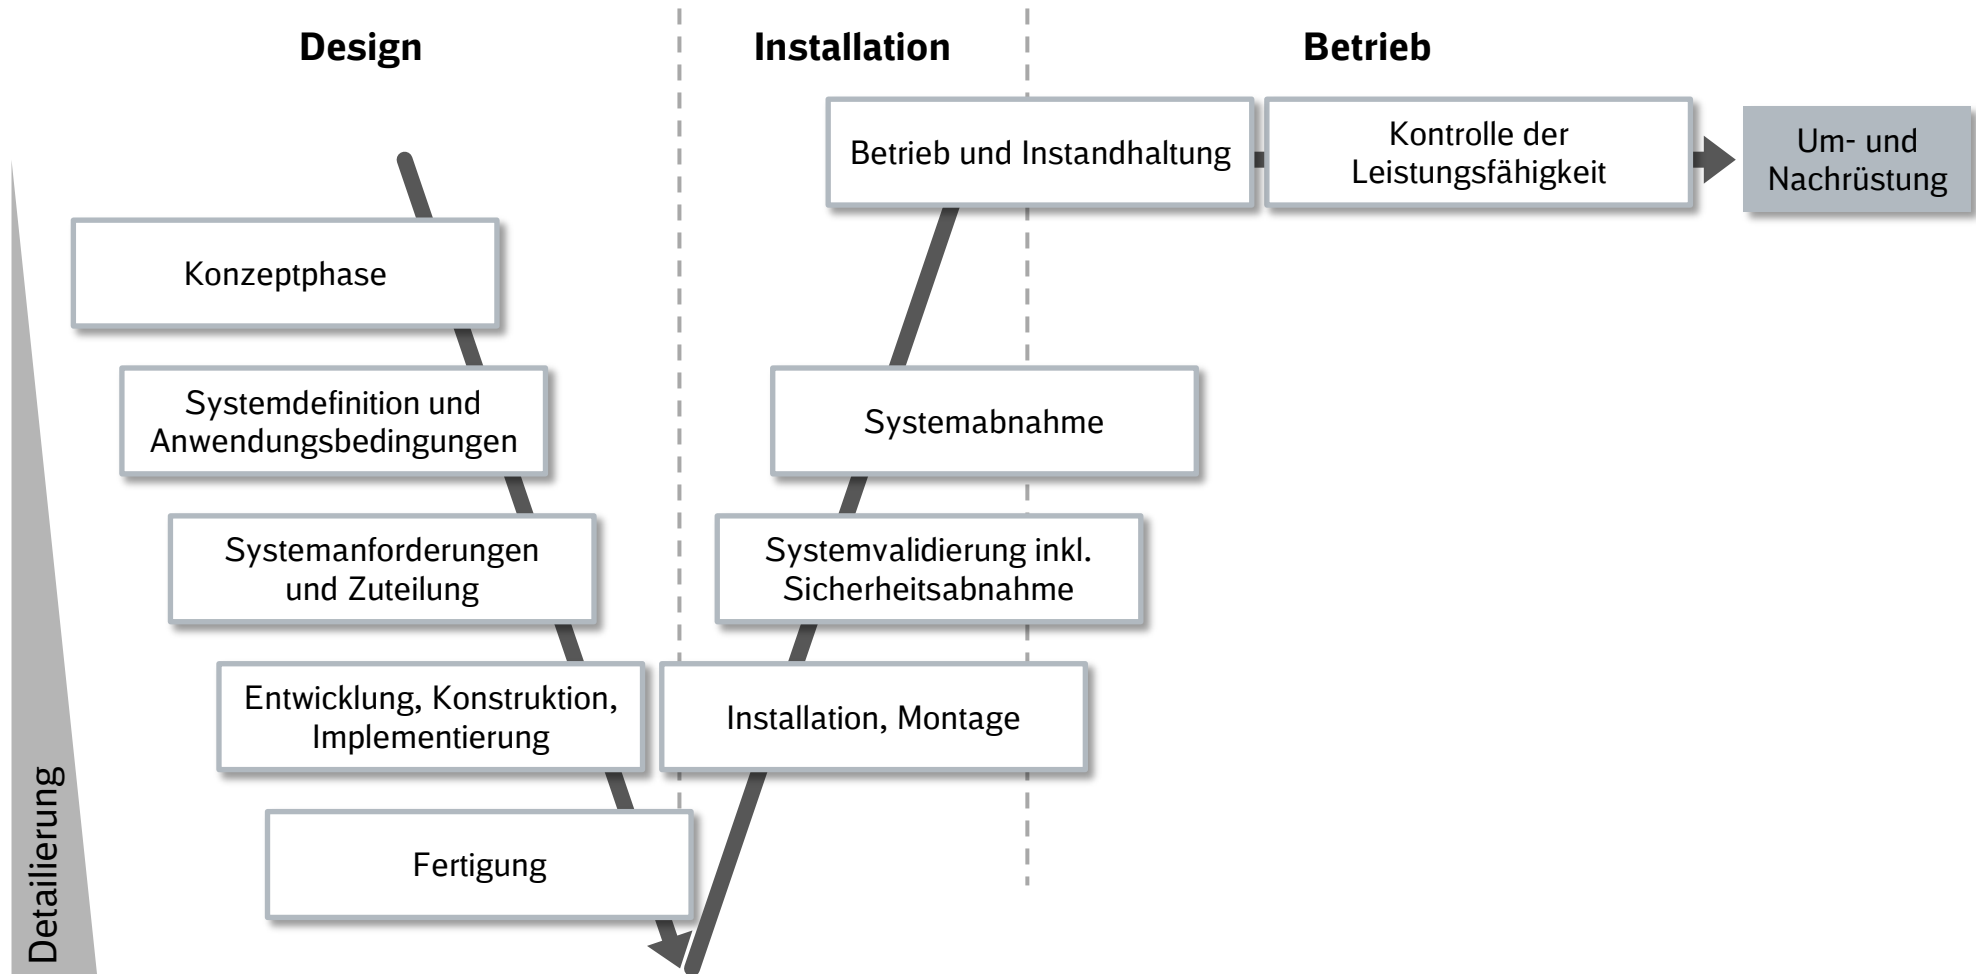 Design
Installation
Betrieb
Betrieb und Instandhaltung
Kontrolle der
Leistungsfähigkeit
Um- und
Nachrüstung
Konzeptphase
Systemdefinition und
Anwendungsbedingungen
Systemabnahme
Systemanforderungen
und Zuteilung
Systemvalidierung inkl.
Sicherheitsabnahme
Entwicklung, Konstruktion,
Implementierung
Installation, Montage
Fertigung
Detailierung